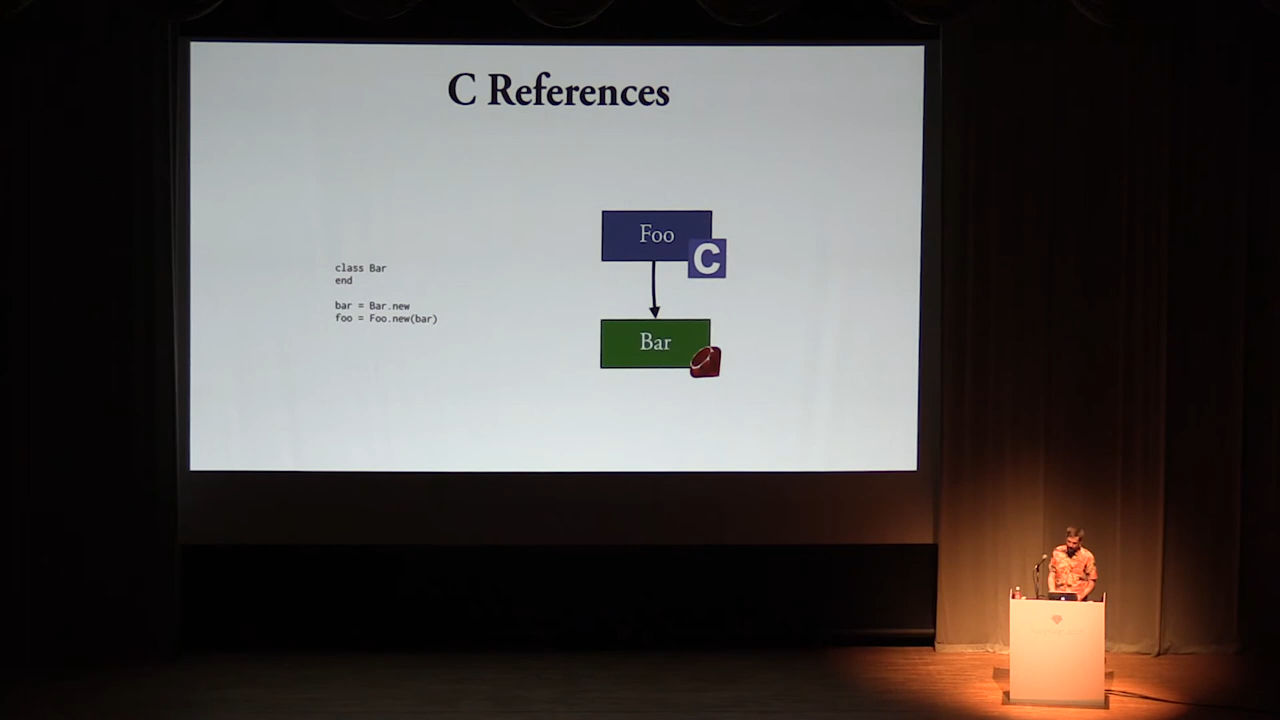 C References
class Bar
end
bar = Bar.new
foo = Foo.new(bar)
Foo
C
Bar